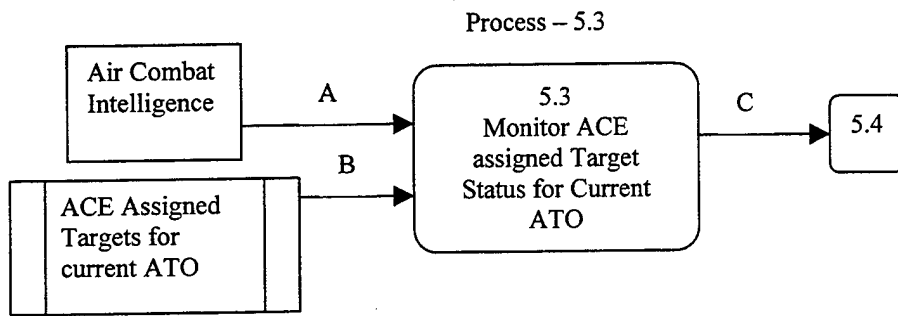 Process – 5.3
Air Combat
Intelligence
A
5.3
Monitor ACE
assigned Target
Status for Current
ATO
C
5.4
B
ACE Assigned
Targets for
current ATO